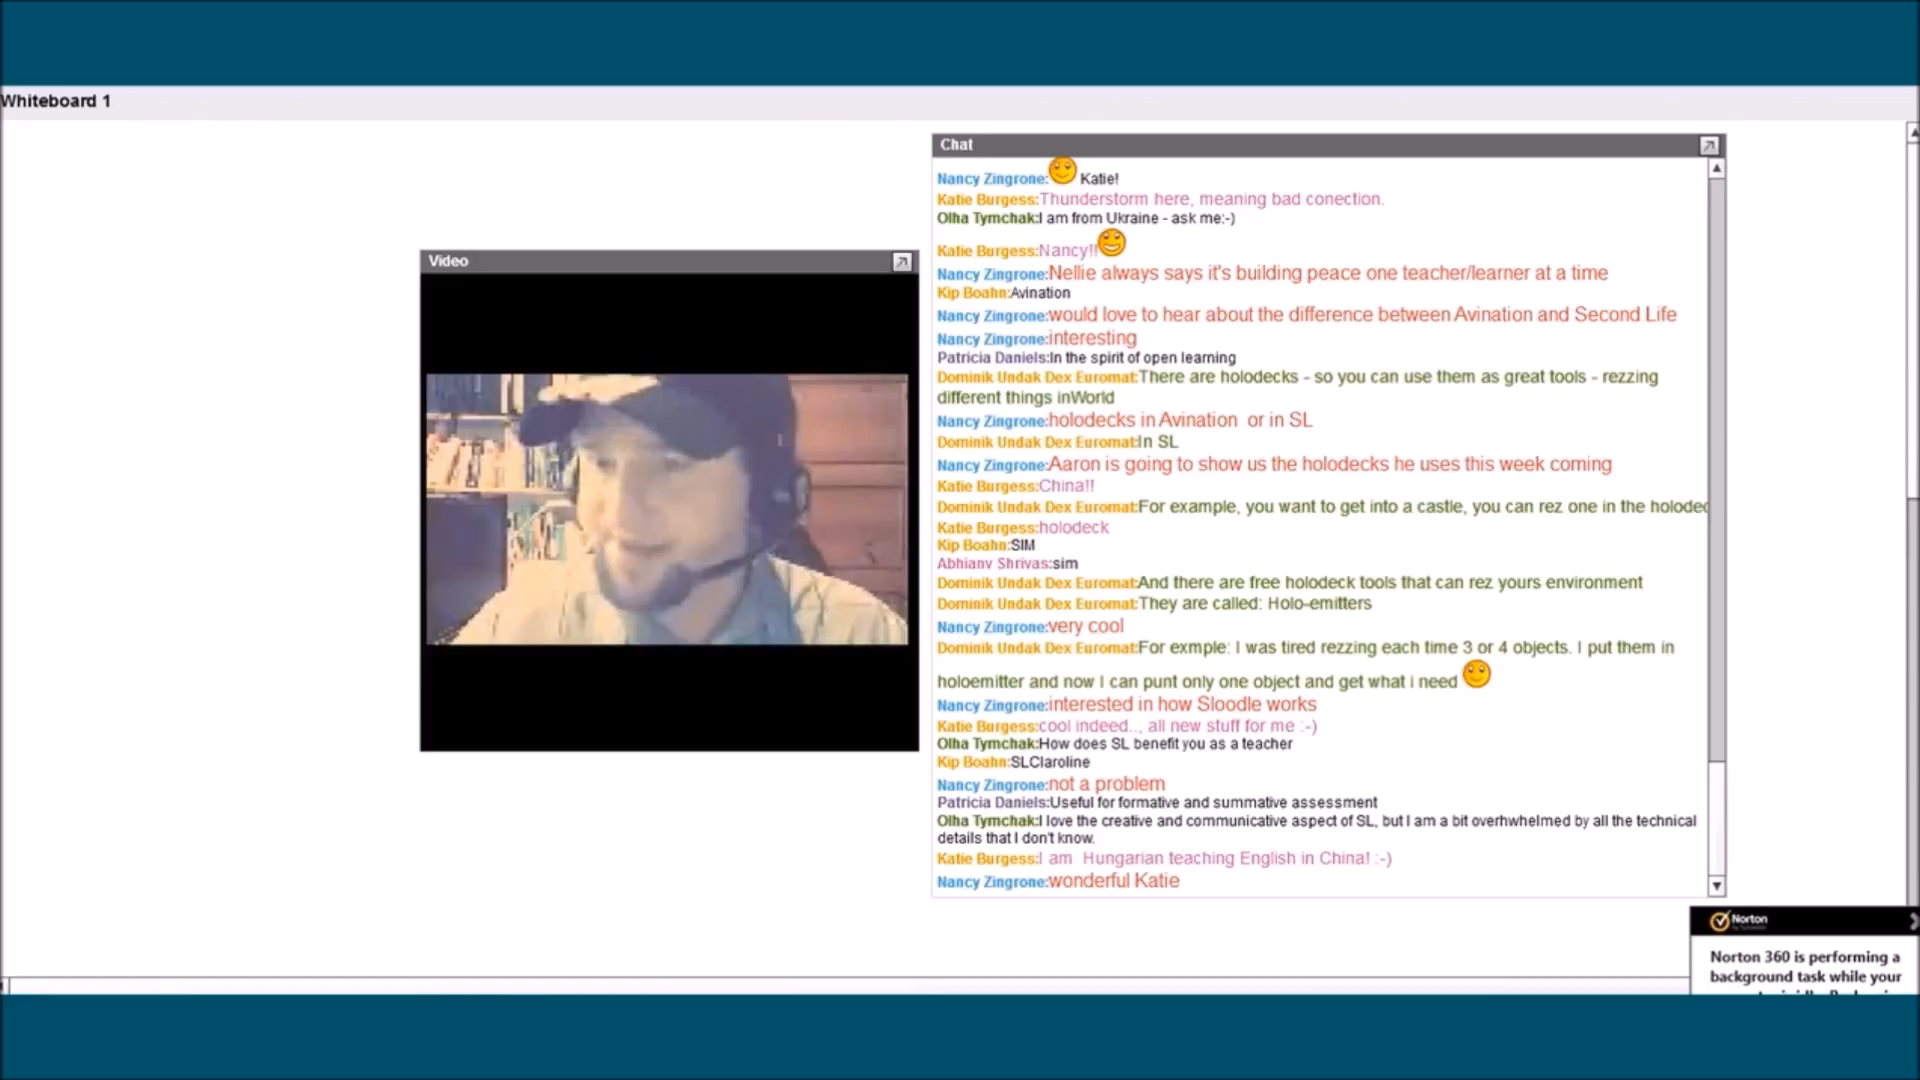 Whiteboard 1
Video
Chat
Nancy Zingrone: Katie!
Katie Burgess:Thunderstorm here, meaning bad conection.
Olha Tymchak:I am from Ukraine - ask me:-)
Katie Burgess:Nancy!!
Nancy Zingrone:Nellie always says it's building peace one teacher/learner at a time
Kip Boahn:Avination
Nancy Zingrone:would love to hear about the difference between Avination and Second Life
Nancy Zingrone:interesting
Patricia Daniels:In the spirit of open learning
Dominik Undak Dex Euromat:There are holodecks - so you can use them as great tools - rezzing
different things inWorld
Nancy Zingrone:holodecks in Avination or in SL
Dominik Undak Dex Euromat:In SL
Nancy Zingrone:Aaron is going to show us the holodecks he uses this week coming
Katie Burgess:China!!
Dominik Undak Dex Euromat:For example, you want to get into a castle, you can rez one in the holodec
Katie Burgess:holodeck
Kip Boahn:SIM
Abhianv Shrivas:sim
Dominik Undak Dex Euromat:And there are free holodeck tools that can rez yours environment
Dominik Undak Dex Euromat:They are called: Holo-emitters
Nancy Zingrone:very cool
Dominik Undak Dex Euromat:For exmple: I was tired rezzing each time 3 or 4 objects. I put them in
holoemitter and now I can punt only one object and get what i need
Nancy Zingrone:interested in how Sloodle works
Katie Burgess:cool indeed.., all new stuff for me :-)
Olha Tymchak:How does SL benefit you as a teacher
Kip Boahn:SLClaroline
Nancy Zingrone:not a problem
Patricia Daniels:Useful for formative and summative assessment
Olha Tymchak:I love the creative and communicative aspect of SL, but I am a bit overhwhelmed by all the technical
details that I don't know.
Katie Burgess:I am Hungarian teaching English in China! :-)
Nancy Zingrone:wonderful Katie
Norton
Norton 360 is performing a
background task while your